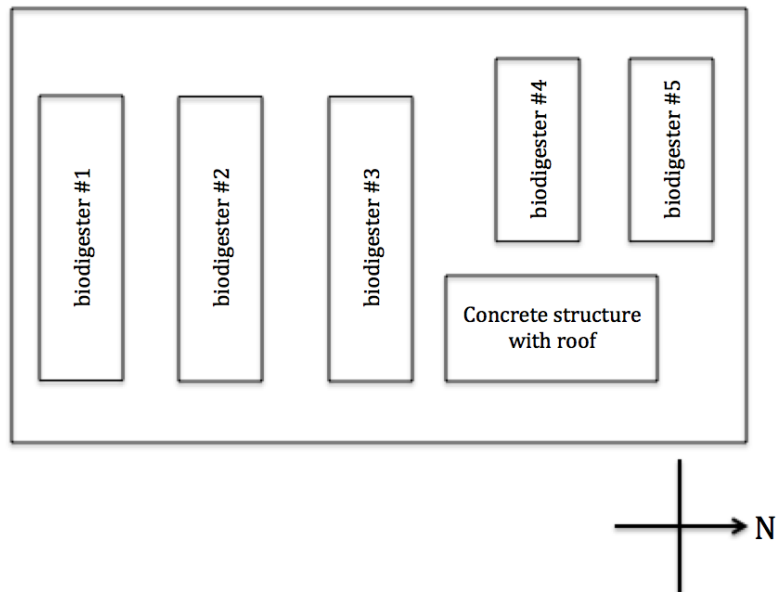 biodigester #1
biodigester #2
biodigester #3
biodigester #4
biodigester #5
Concrete structure
with roof
N